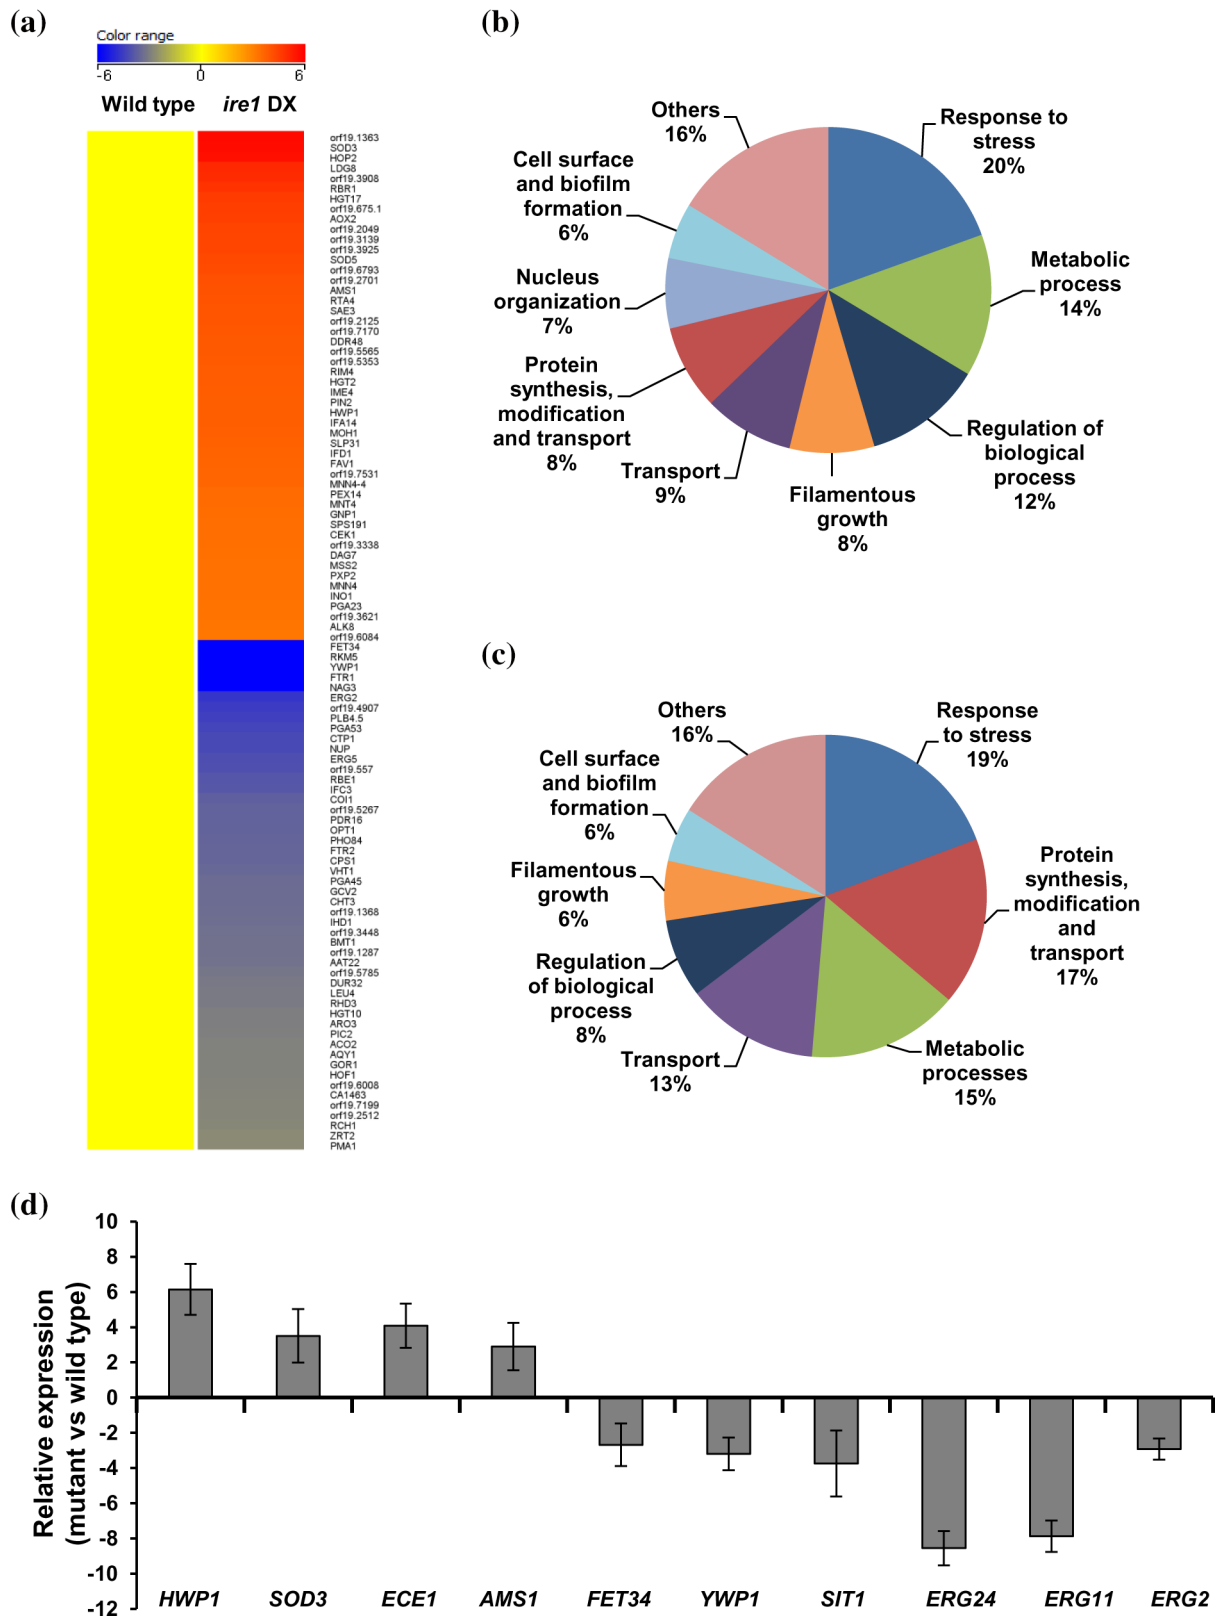 (a)
Color range
-6 0 6
Wild type ire1 DX
orf19.1363
SOD3
HOP2
LDG8
orf19.3908
RBR1
HGT17
orf19.675.1
AOX2
orf19.2049
orf19.3139
orf19.3925
SOD5
orf19.6793
orf19.2701
AMS1
RTA4
SAE3
orf19.2125
orf19.7170
DDR48
orf19.5565
orf19.5353
RIM4
HGT2
IME4
PIN2
HWP1
IFA14
MOH1
SLP31
IFD1
FAV1
orf19.7531
MNN4-4
PEX14
MNT4
GNP1
SPS191
CEK1
orf19.3338
DAG7
MSS2
PXP2
MNN4
INO1
PGA23
orf19.3621
ALK8
orf19.6084
FET34
RKM5
YWP1
FTR1
NAG3
ERG2
orf19.4907
PLB4.5
PGA53
CTP1
NUP
ERG5
orf19.557
RBE1
IFC3
COI1
orf19.5267
PDR16
OPT1
PHO84
FTR2
CPS1
VHT1
PGA45
GCV2
CHT3
orf19.1368
IHD1
orf19.3448
BMT1
orf19.1287
AAT22
orf19.5785
DUR32
LEU4
RHD3
HGT10
ARO3
PIC2
ACO2
AQY1
GOR1
HOF1
orf19.6008
CA1463
orf19.7199
orf19.2512
RCH1
ZRT2
PMA1
(b)
Others
16%
Response to
stress
20%
Cell surface
and biofilm
formation
6%
Metabolic
process
14%
Nucleus
organization
7%
Protein
synthesis,
modification
and transport
8%
Regulation of
biological
process
12%
Transport
9%
Filamentous
growth
8%
(c)
Others
16%
Response
to stress
19%
Cell surface
and biofilm
formation
6%
Protein
synthesis,
modification
and
transport
17%
Filamentous
growth
6%
Regulation
of biological
process
8%
Metabolic
processes
15%
Transport
13%
(d)
Relative expression
(mutant vs wild type)
10
8
6
4
2
0
-2
-4
-6
-8
-10
-12
HWP1 SOD3 ECE1 AMS1 FET34 YWP1 SIT1 ERG24 ERG11 ERG2